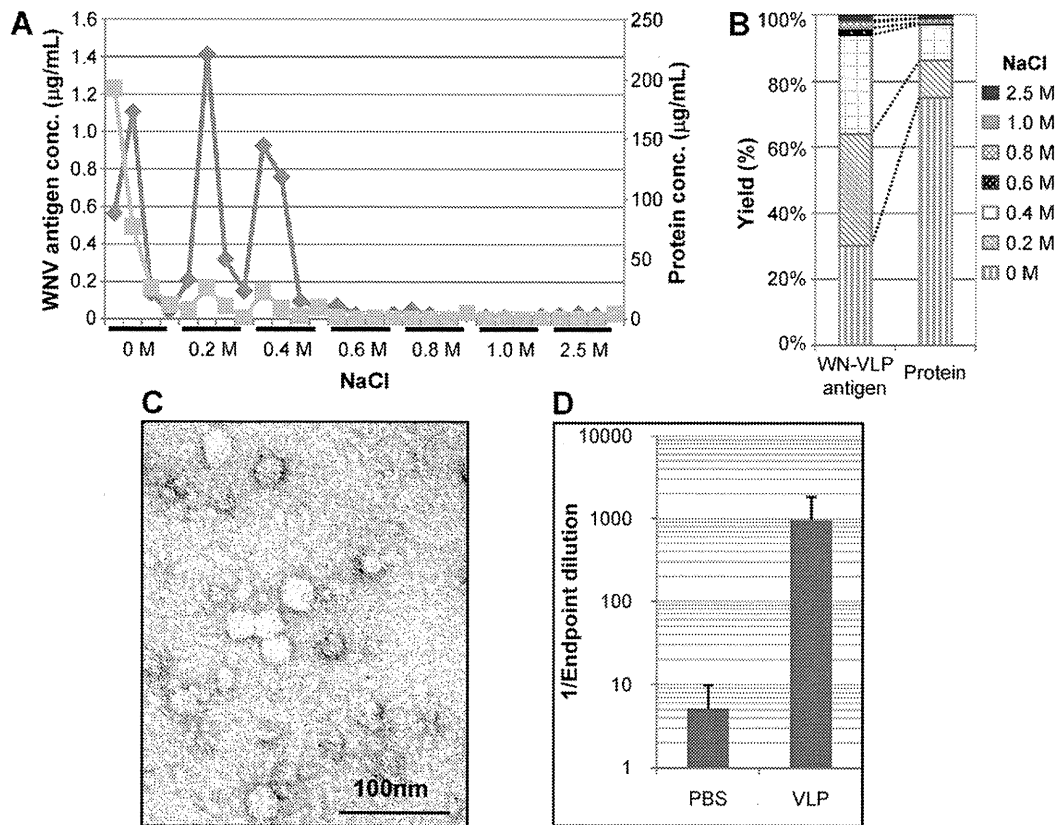 A
WNV antigen conc. (µg/mL)
1.6
1.4
1.2
1.0
0.8
0.6
0.4
0.2
0
250
200
150
100
50
0
Protein conc. (µg/mL)
0 M
0.2 M
0.4 M
0.6 M
0.8 M
1.0 M
2.5 M
NaCl
B
Yield (%)
100%
80%
60%
40%
20%
0%
WN-VLP
antigen
Protein
NaCl
2.5 M
1.0 M
0.8 M
0.6 M
0.4 M
0.2 M
0 M
C
100nm
D
1/Endpoint dilution
10000
1000
100
10
1
PBS
VLP